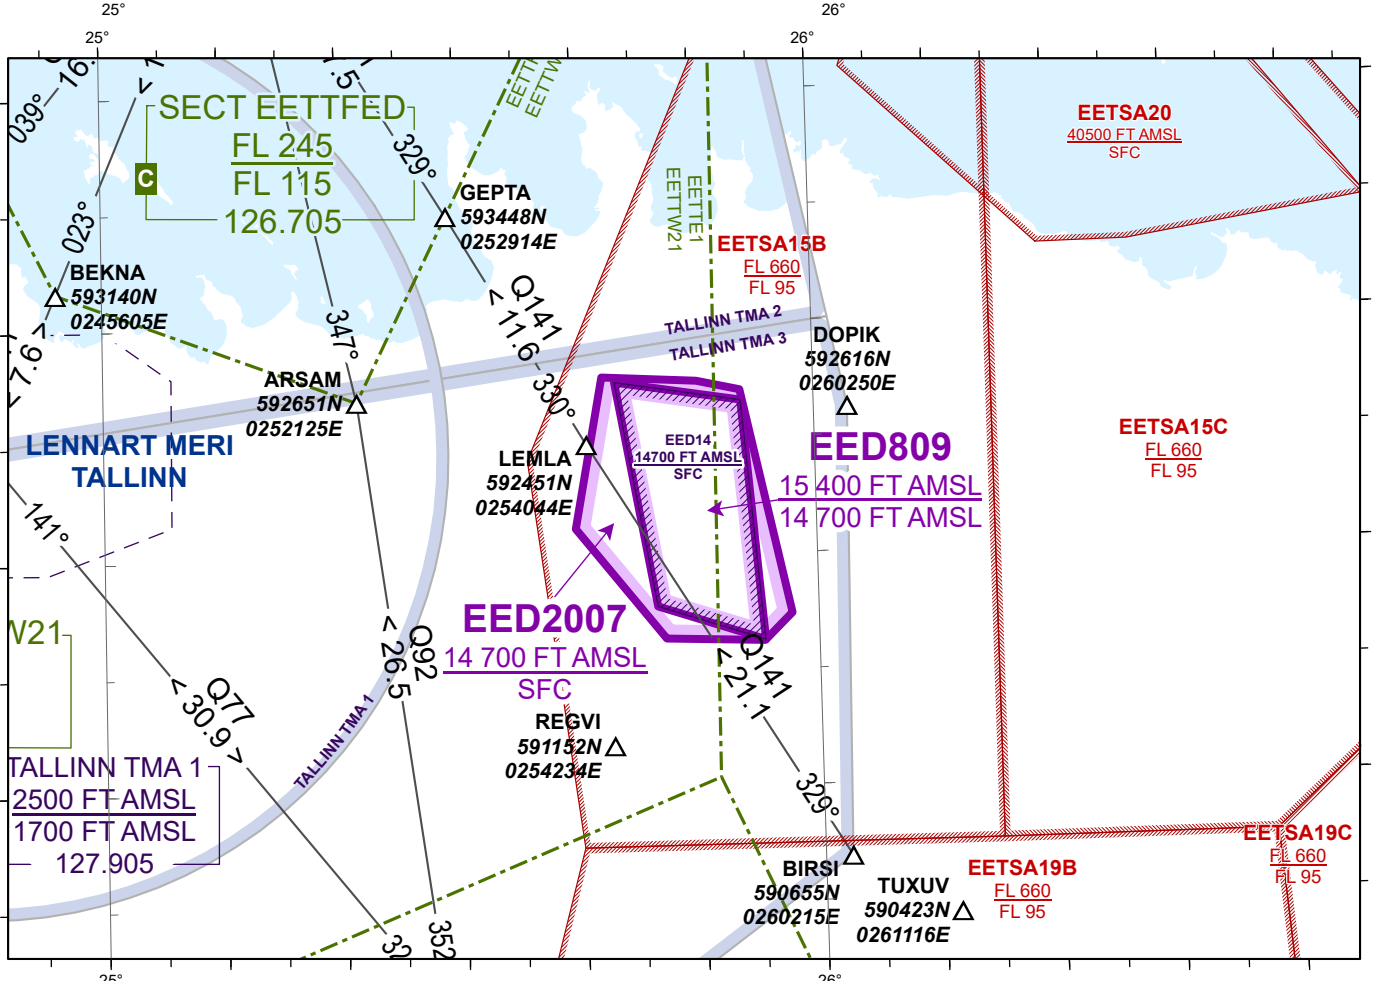 25°
26°
039°
16.
7.5
SECT EETTFED
FL 245
FL 115
126.705
C
023°
329°
EETTW
EETTW21
EETTE1
GEPTA
593448N
0252914E
BEKNA
593140N
0245605E
< 7.6 >
347°
Q141
< 11.6
330°
EETSA20
40500 FT AMSL
SFC
EETSA15B
FL 660
FL 95
TALLINN TMA 2
TALLINN TMA 3
DOPIK
592616N
0260250E
ARSAM
592651N
0252125E
LENNART MERI
TALLINN
LEMLA
592451N
0254044E
EED14
14700 FT AMSL
SFC
EED809
15 400 FT AMSL
14 700 FT AMSL
EETSA15C
FL 660
FL 95
141°
W21
EED2007
14 700 FT AMSL
SFC
Q92
< 26.5
Q141
< 21.1
Q77
< 30.9 >
TALLINN TMA 1
REGVI
591152N
0254234E
TALLINN TMA 1
2500 FT AMSL
1700 FT AMSL
127.905
329°
BIRSI
590655N
0260215E
TUXUV
590423N
0261116E
EETSA19B
FL 660
FL 95
EETSA19C
FL 660
FL 95
32
352
25°
26°